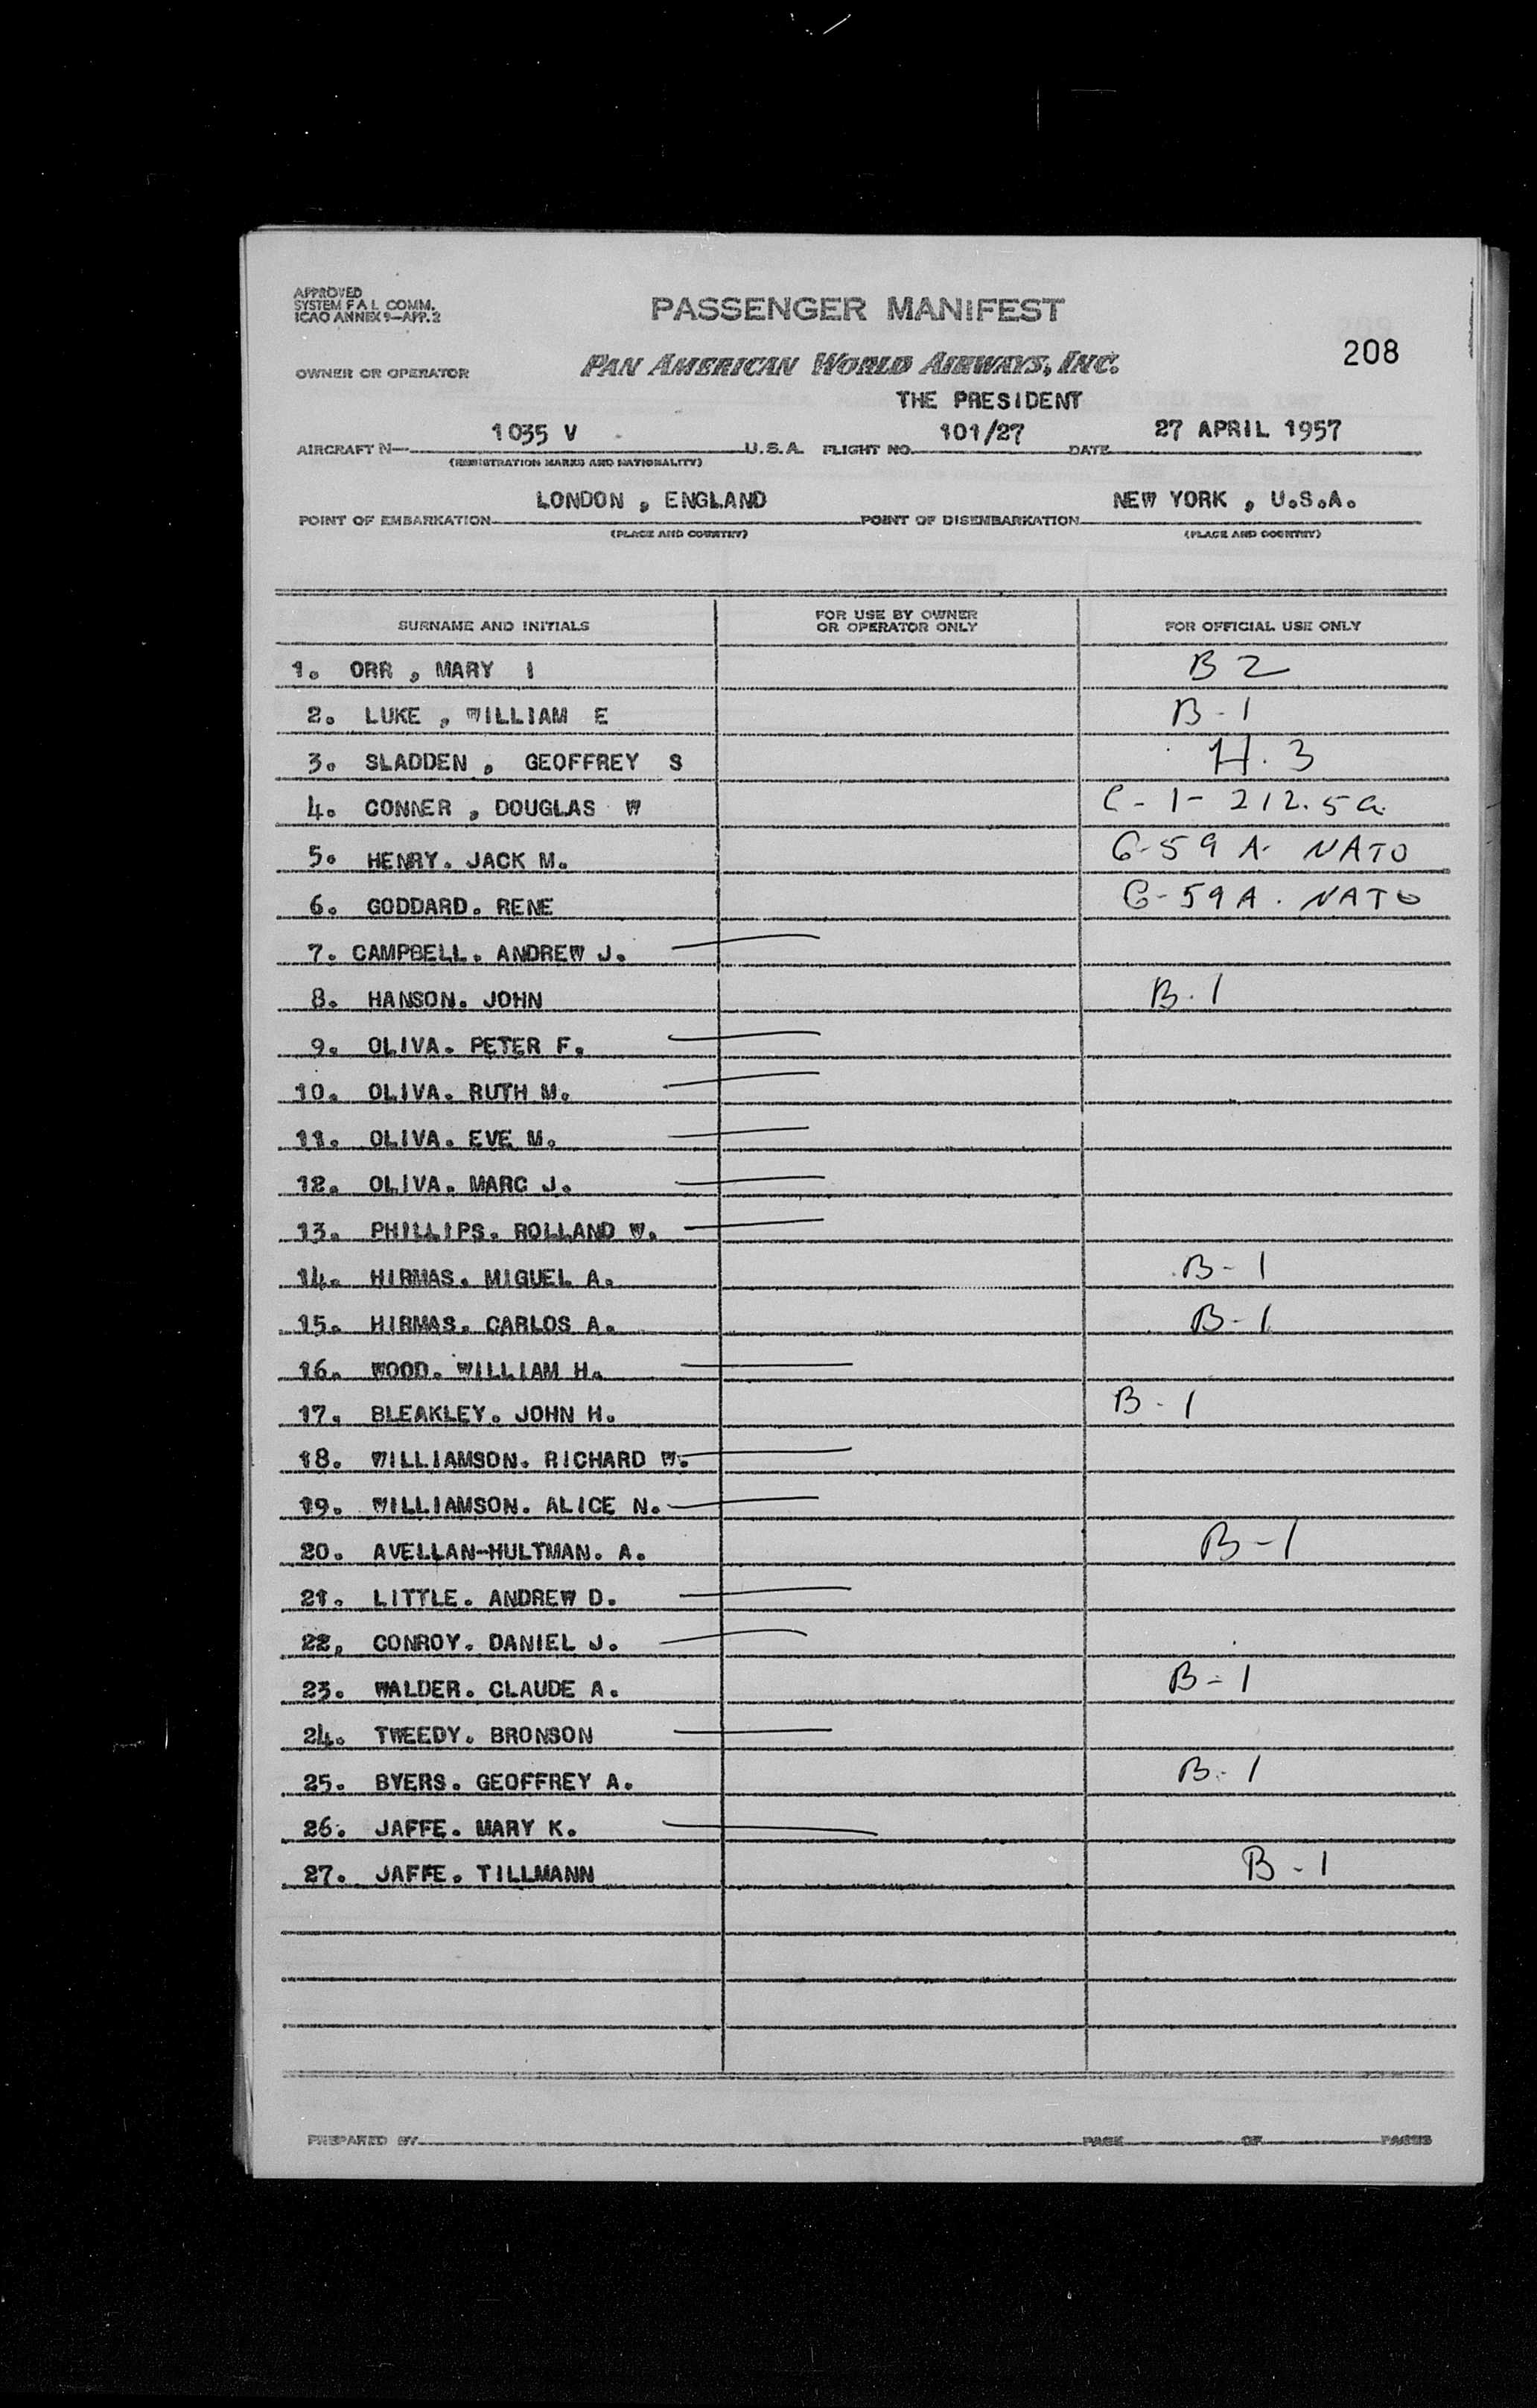 APPROVED
SYSTEM F A L COMM.
ICAO ANNEX 9-APP. 2
PASSENGER MANIFEST
208
OWNER OR OPERATOR
PAN AMERICAN WORLD AIRWAYS, INC.
THE PRESIDENT
AIRCRAFT N- 1035 V U.S.A. FLIGHT NO. 101/27 DATE 27 APRIL 1957
(REGISTRATION MARKS AND NATIONALITY)
POINT OF EMBARKATION LONDON , ENGLAND POINT OF DISEMBARKATION NEW YORK , U.S.A.
(PLACE AND COUNTRY) (PLACE AND COUNTRY)
SURNAME AND INITIALS FOR USE BY OWNER OR OPERATOR ONLY FOR OFFICIAL USE ONLY
1. ORR , MARY I B 2
2. LUKE , WILLIAM E B-1
3. SLADDEN , GEOFFREY S H.3
4. CONNER , DOUGLAS W C-1-212.5a
5. HENRY. JACK M. G-59A. NATO
6. GODDARD. RENE G-59A. NATO
7. CAMPBELL. ANDREW J.
8. HANSON. JOHN B.1
9. OLIVA. PETER F.
10. OLIVA. RUTH M.
11. OLIVA. EVE M.
12. OLIVA. MARC J.
13. PHILLIPS. ROLLAND W.
14. HIRMAS. MIGUEL A. B-1
15. HIRMAS. CARLOS A. B-1
16. WOOD. WILLIAM H.
17. BLEAKLEY. JOHN H. B-1
18. WILLIAMSON. RICHARD W.
19. WILLIAMSON. ALICE N.
20. AVELLAN-HULTMAN. A. B-1
21. LITTLE. ANDREW D.
22, CONROY. DANIEL J.
23. WALDER. CLAUDE A. B-1
24. TWEEDY. BRONSON
25. BYERS. GEOFFREY A. B-1
26. JAFFE. MARY K.
27. JAFFE. TILLMANN B-1
PREPARED BY PAGE OF PAGES